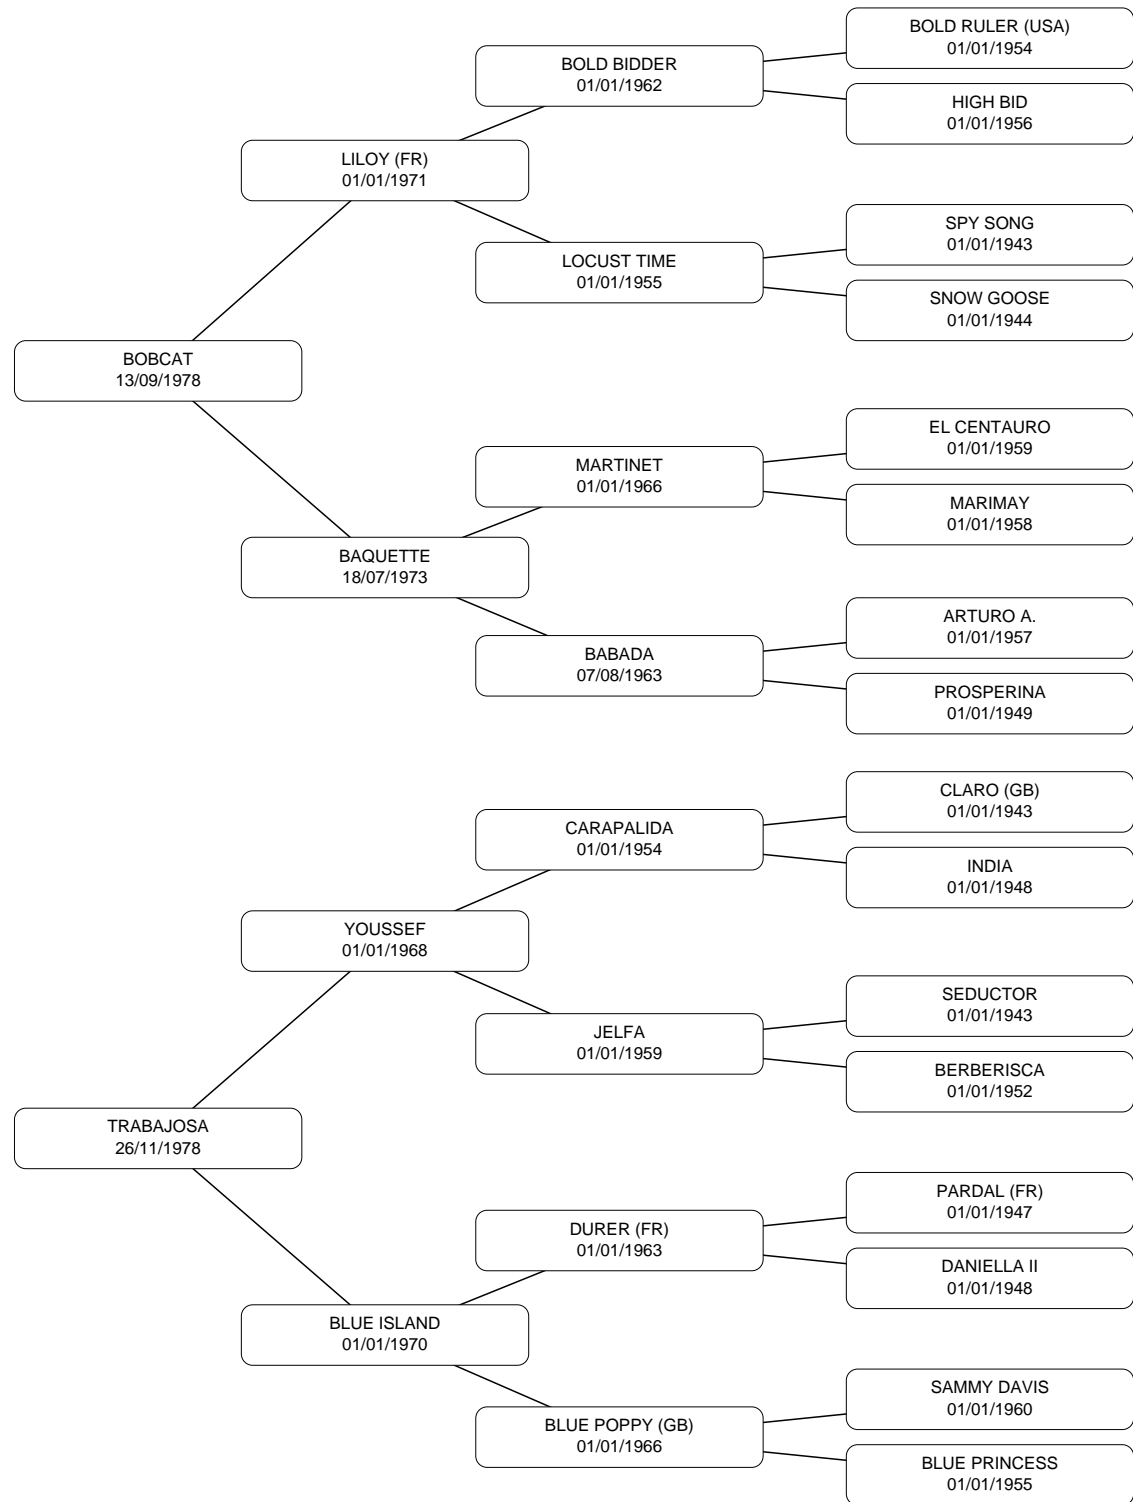 BOLD RULER (USA)
01/01/1954
BOLD BIDDER
01/01/1962
HIGH BID
01/01/1956
LILOY (FR)
01/01/1971
SPY SONG
01/01/1943
LOCUST TIME
01/01/1955
SNOW GOOSE
01/01/1944
BOBCAT
13/09/1978
EL CENTAURO
01/01/1959
MARTINET
01/01/1966
MARIMAY
01/01/1958
BAQUETTE
18/07/1973
ARTURO A.
01/01/1957
BABADA
07/08/1963
PROSPERINA
01/01/1949
CLARO (GB)
01/01/1943
CARAPALIDA
01/01/1954
INDIA
01/01/1948
YOUSSEF
01/01/1968
SEDUCTOR
01/01/1943
JELFA
01/01/1959
BERBERISCA
01/01/1952
TRABAJOSA
26/11/1978
PARDAL (FR)
01/01/1947
DURER (FR)
01/01/1963
DANIELLA II
01/01/1948
BLUE ISLAND
01/01/1970
SAMMY DAVIS
01/01/1960
BLUE POPPY (GB)
01/01/1966
BLUE PRINCESS
01/01/1955